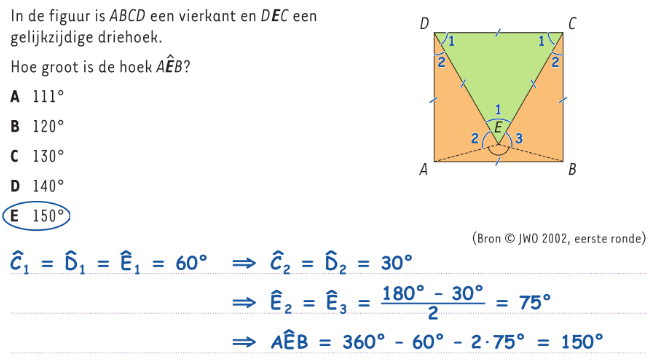 In de figuur is ABCD een vierkant en DEC een
gelijkzijdige driehoek.
Hoe groot is de hoek AÊB?
A 111°
B 120°
C 130°
D 140°
E 150°
D C
1 1
2 2
1
E
2 3
A B
(Bron © JWO 2002, eerste ronde)
Ĉ₁ = D̂₁ = Ê₁ = 60° ⇒ Ĉ₂ = D̂₂ = 30°
⇒ Ê₂ = Ê₃ = (180° - 30°)/2 = 75°
⇒ AÊB = 360° - 60° - 2·75° = 150°